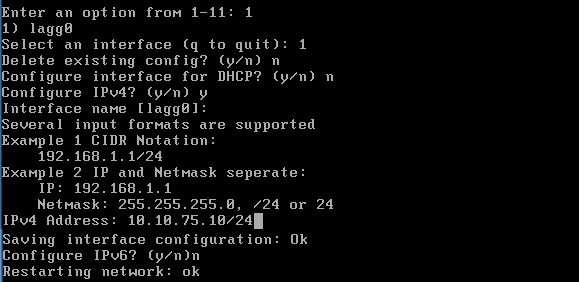 Enter an option from 1-11: 1
1) lagg0
Select an interface (q to quit): 1
Delete existing config? (y/n) n
Configure interface for DHCP? (y/n) n
Configure IPv4? (y/n) y
Interface name [lagg0]:
Several input formats are supported
Example 1 CIDR Notation:
    192.168.1.1/24
Example 2 IP and Netmask seperate:
    IP: 192.168.1.1
    Netmask: 255.255.255.0, /24 or 24
IPv4 Address: 10.10.75.10/24
Saving interface configuration: Ok
Configure IPv6? (y/n)n
Restarting network: ok